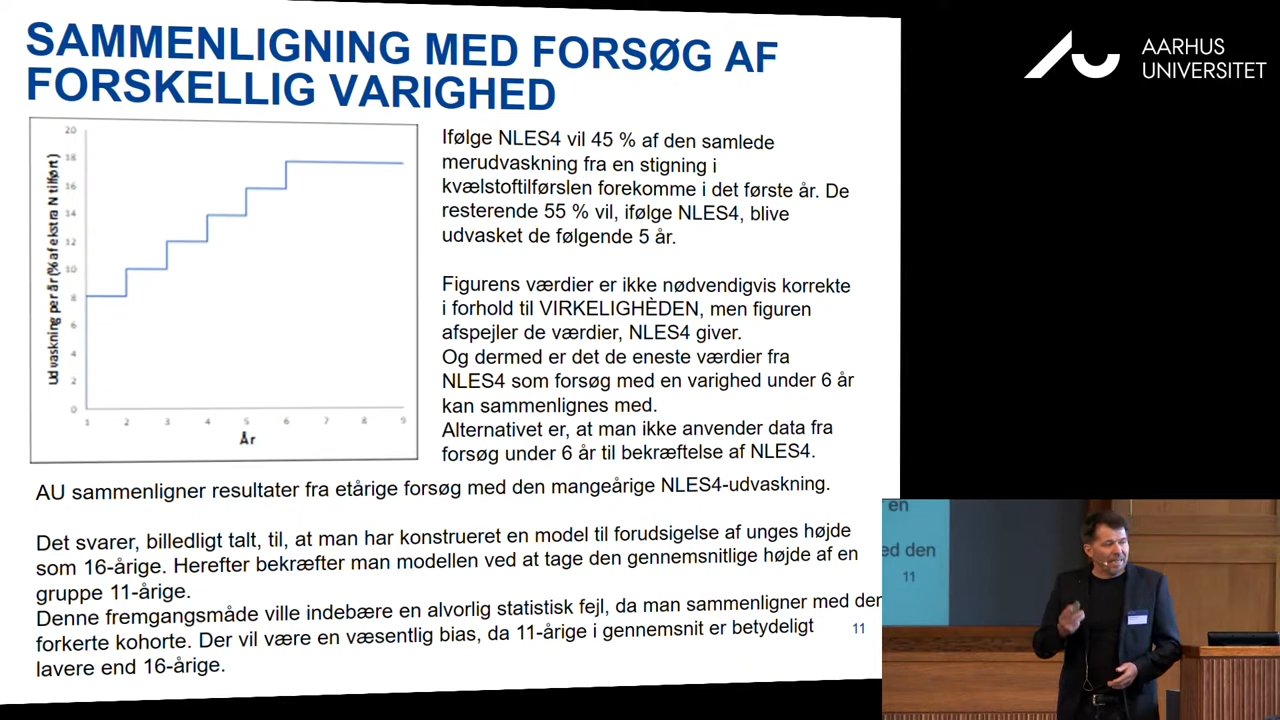 SAMMENLIGNING MED FORSØG AF
FORSKELLIG VARIGHED
AARHUS
UNIVERSITET
Udvaskning per år (% af ekstra N tilført)
20
18
16
14
12
10
8
6
4
2
0
1 2 3 4 5 6 7 8 9
År
Ifølge NLES4 vil 45 % af den samlede
merudvaskning fra en stigning i
kvælstoftilførslen forekomme i det første år. De
resterende 55 % vil, ifølge NLES4, blive
udvasket de følgende 5 år.
Figurens værdier er ikke nødvendigvis korrekte
i forhold til VIRKELIGHÈDEN, men figuren
afspejler de værdier, NLES4 giver.
Og dermed er det de eneste værdier fra
NLES4 som forsøg med en varighed under 6 år
kan sammenlignes med.
Alternativet er, at man ikke anvender data fra
forsøg under 6 år til bekræftelse af NLES4.
AU sammenligner resultater fra etårige forsøg med den mangeårige NLES4-udvaskning.
Det svarer, billedligt talt, til, at man har konstrueret en model til forudsigelse af unges højde
som 16-årige. Herefter bekræfter man modellen ved at tage den gennemsnitlige højde af en
gruppe 11-årige.
Denne fremgangsmåde ville indebære en alvorlig statistisk fejl, da man sammenligner med den
forkerte kohorte. Der vil være en væsentlig bias, da 11-årige i gennemsnit er betydeligt
lavere end 16-årige.
11
en
ed den
11